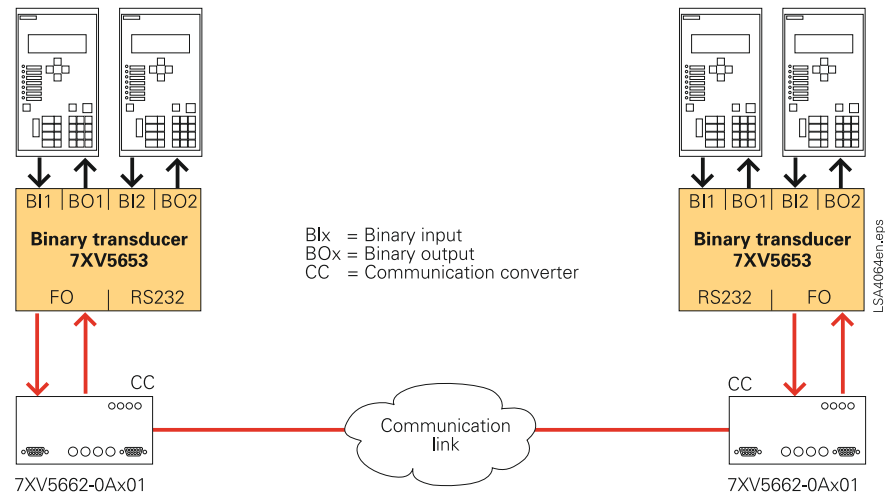 BI1 BO1 BI2 BO2
Binary transducer
7XV5653
FO RS232
BIx = Binary input
BOx = Binary output
CC = Communication converter
BI1 BO1 BI2 BO2
Binary transducer
7XV5653
RS232 FO
LSA4064en.eps
CC
7XV5662-0Ax01
Communication
link
CC
7XV5662-0Ax01